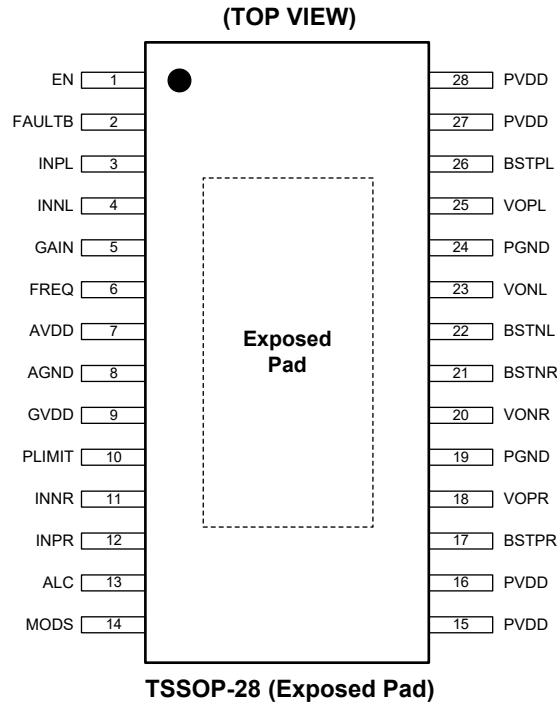 (TOP VIEW)
EN 1 28 PVDD
FAULTB 2 27 PVDD
INPL 3 26 BSTPL
INNL 4 25 VOPL
GAIN 5 24 PGND
FREQ 6 23 VONL
AVDD 7 22 BSTNL
AGND 8 21 BSTNR
GVDD 9 20 VONR
PLIMIT 10 19 PGND
INNR 11 18 VOPR
INPR 12 17 BSTPR
ALC 13 16 PVDD
MODS 14 15 PVDD
Exposed
Pad
TSSOP-28 (Exposed Pad)